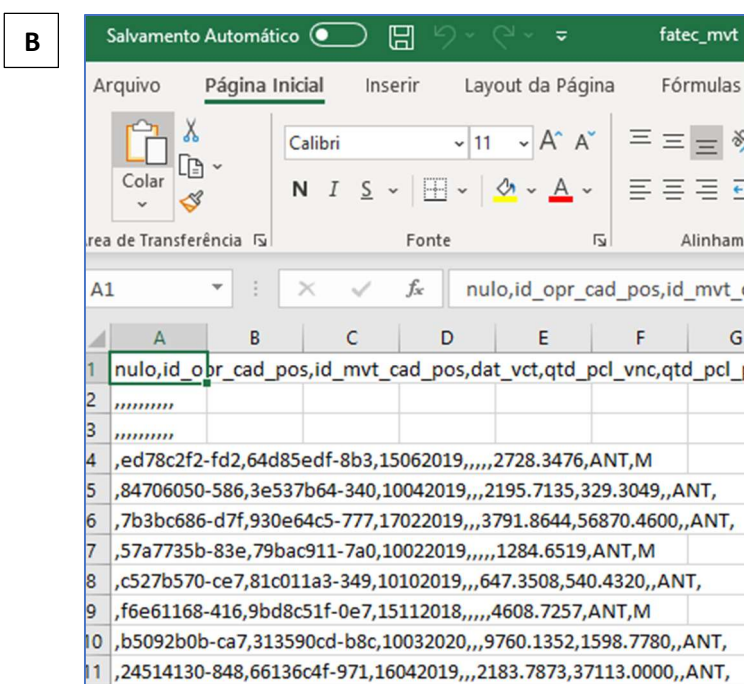 B
Salvamento Automático fatec_mvt
Arquivo Página Inicial Inserir Layout da Página Fórmulas
Calibri 11 A A
Colar
N I S A
rea de Transferência Fonte Alinham
A1 fx nulo,id_opr_cad_pos,id_mvt_
A B C D E F G
1 nulo,id_opr_cad_pos,id_mvt_cad_pos,dat_vct,qtd_pcl_vnc,qtd_pcl_
2 ,,,,,,,,,,
3 ,,,,,,,,,,
4 ,ed78c2f2-fd2,64d85edf-8b3,15062019,,,,,2728.3476,ANT,M
5 ,84706050-586,3e537b64-340,10042019,,,2195.7135,329.3049,,ANT,
6 ,7b3bc686-d7f,930e64c5-777,17022019,,,3791.8644,56870.4600,,ANT,
7 ,57a7735b-83e,79bac911-7a0,10022019,,,,,1284.6519,ANT,M
8 ,c527b570-ce7,81c011a3-349,10102019,,,647.3508,540.4320,,ANT,
9 ,f6e61168-416,9bd8c51f-0e7,15112018,,,,,4608.7257,ANT,M
10 ,b5092b0b-ca7,313590cd-b8c,10032020,,,9760.1352,1598.7780,,ANT,
11 ,24514130-848,66136c4f-971,16042019,,,2183.7873,37113.0000,,ANT,